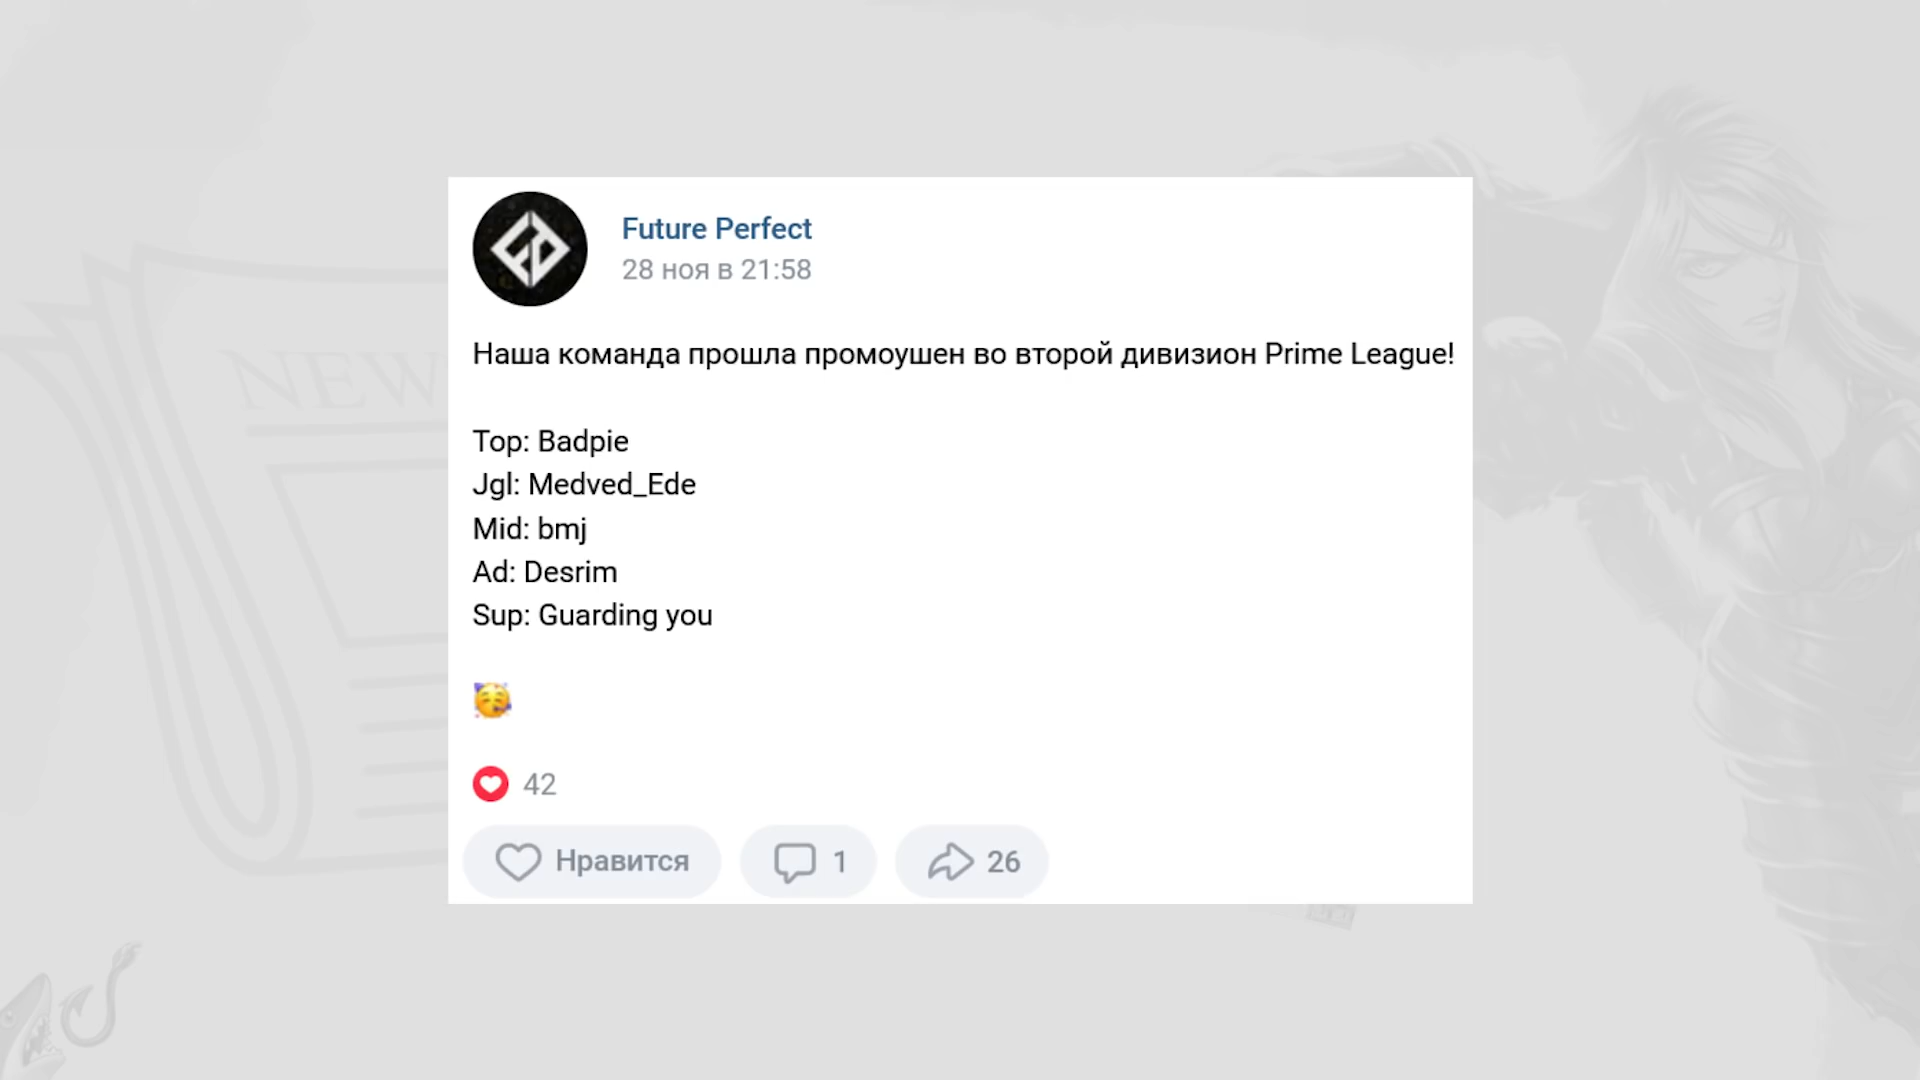 Future Perfect
28 ноя в 21:58
NEW
Наша команда прошла промоушен во второй дивизион Prime League!
Top: Badpie
Jgl: Medved_Ede
Mid: bmj
Ad: Desrim
Sup: Guarding you
42
Нравится
1
26